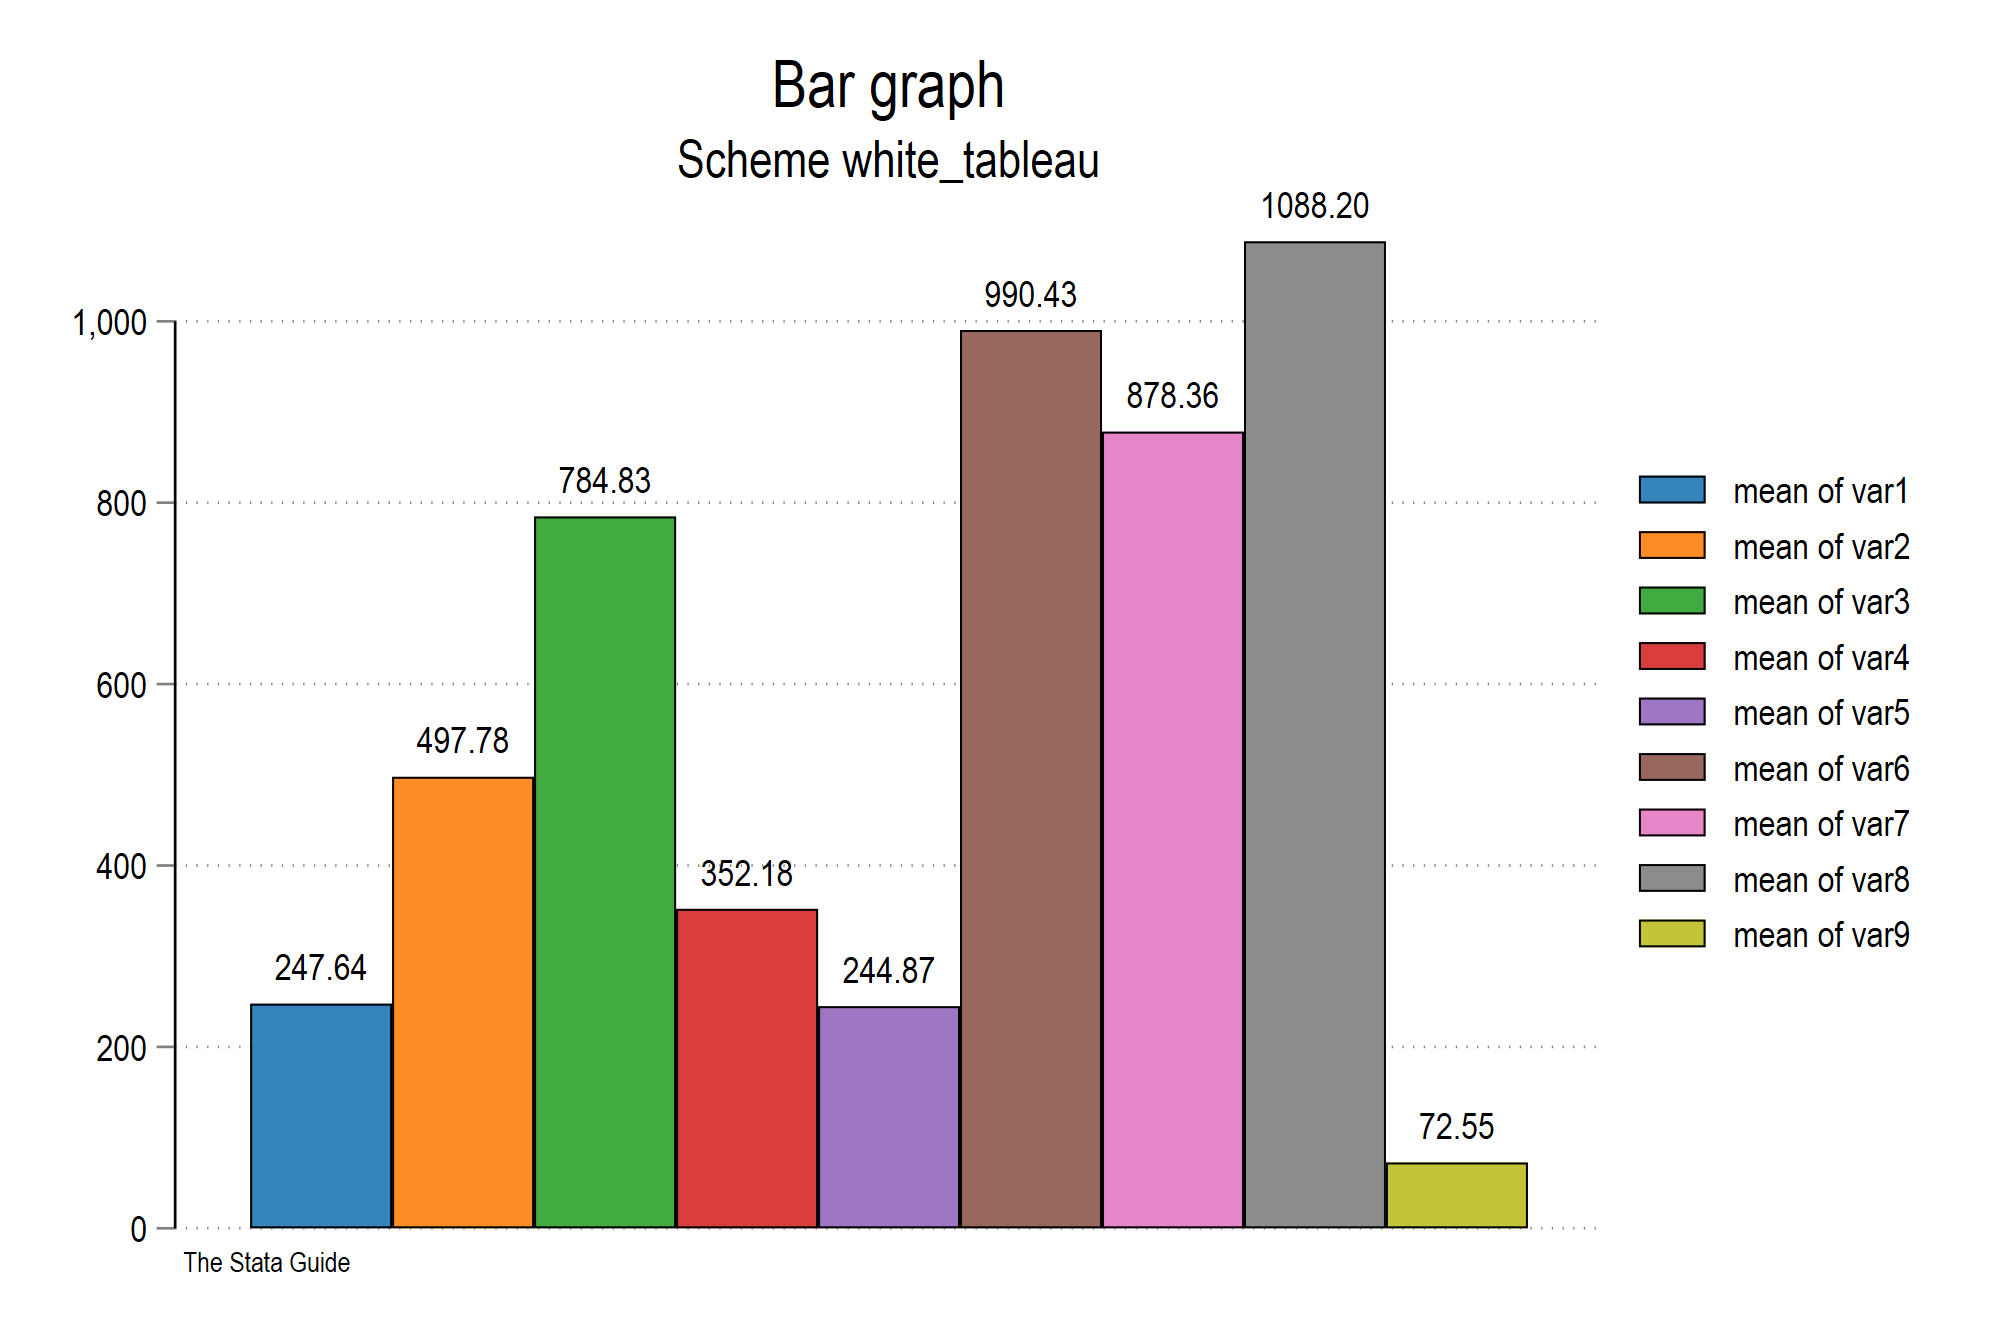 Bar graph
Scheme white_tableau
1088.20
990.43
1,000
878.36
784.83
800
mean of var1
mean of var2
mean of var3
mean of var4
600
mean of var5
497.78
mean of var6
mean of var7
400
352.18
mean of var8
mean of var9
247.64
244.87
200
72.55
0
The Stata Guide